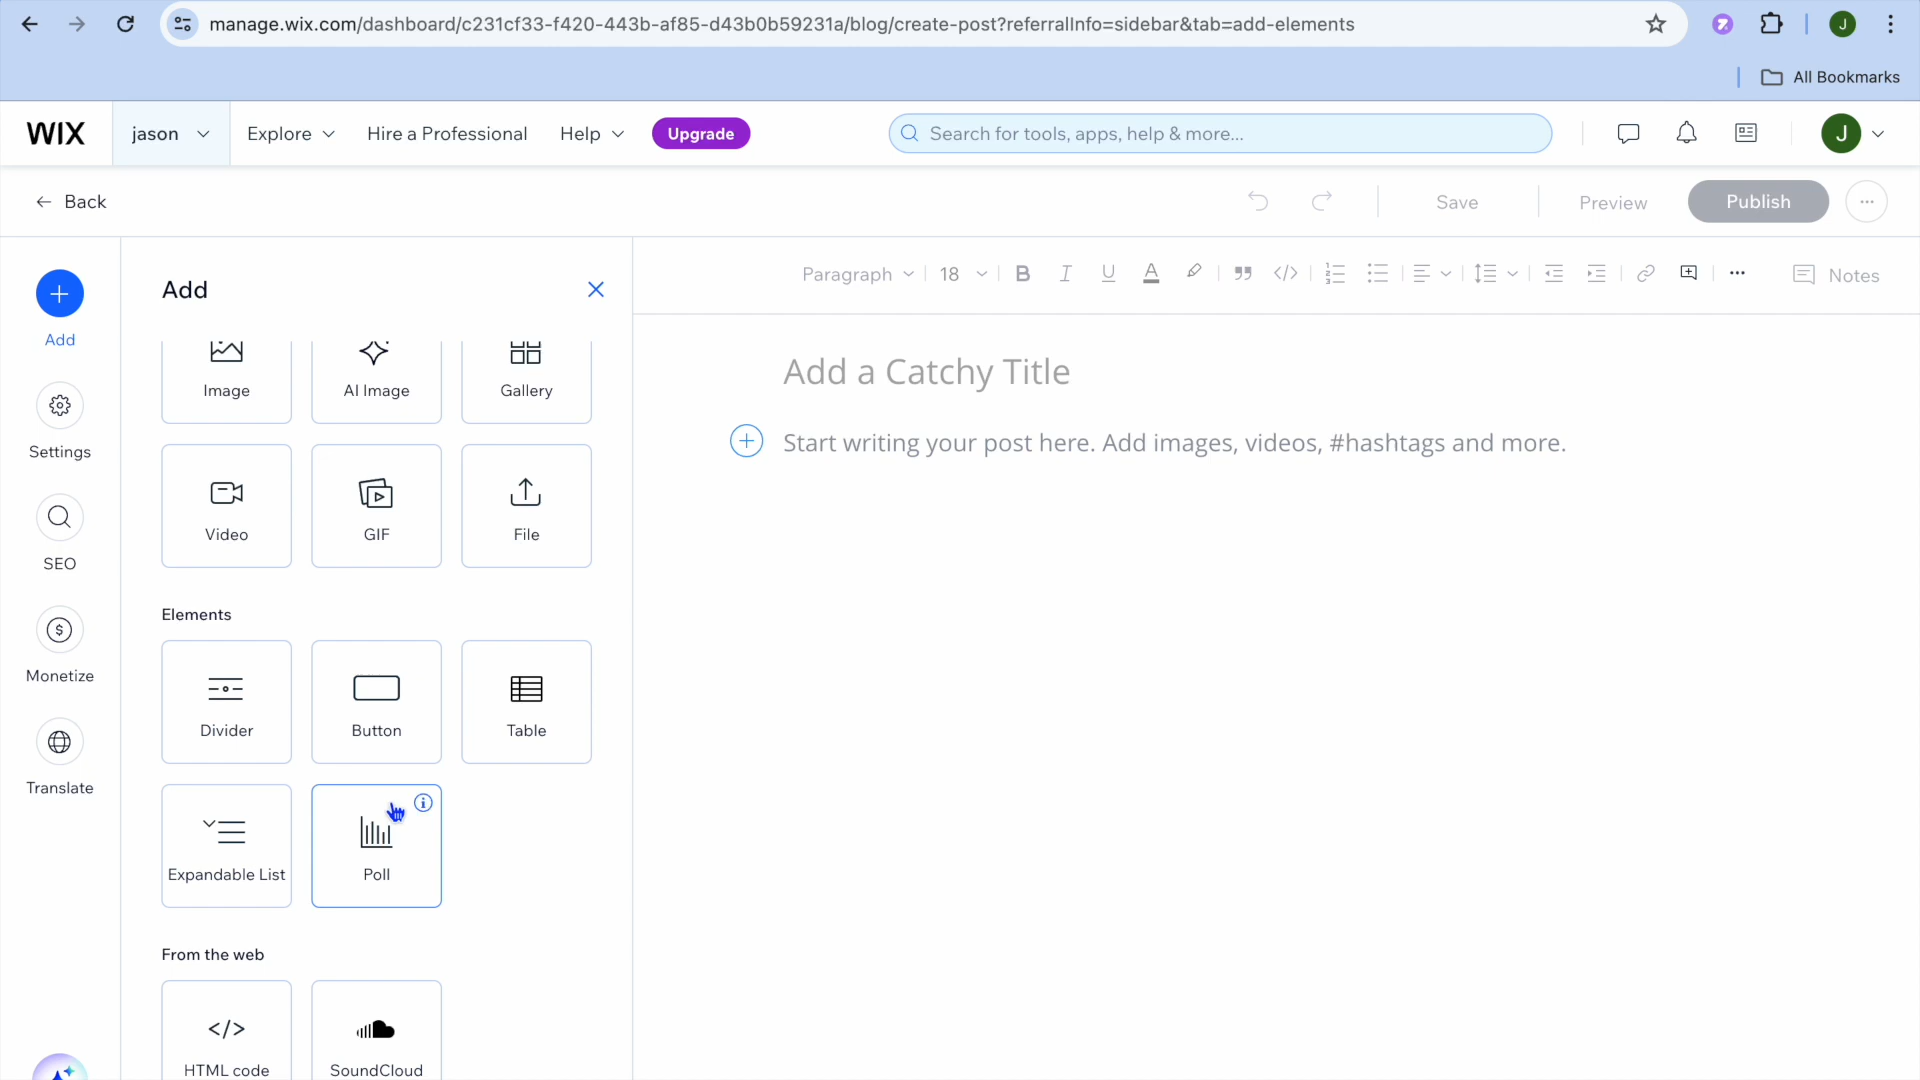 manage.wix.com/dashboard/c231cf33-f420-443b-af85-d43b0b59231a/blog/create-post?referralInfo=sidebar&tab=add-elements
J
All Bookmarks
WIX
jason
Explore
Hire a Professional
Help
Upgrade
Search for tools, apps, help & more...
J
Back
Save
Preview
Publish
Add
Settings
SEO
Monetize
Translate
Add
Image
AI Image
Gallery
Video
GIF
File
Elements
Divider
Button
Table
Expandable List
Poll
From the web
HTML code
SoundCloud
Paragraph
18
B
I
U
A
Notes
Add a Catchy Title
Start writing your post here. Add images, videos, #hashtags and more.